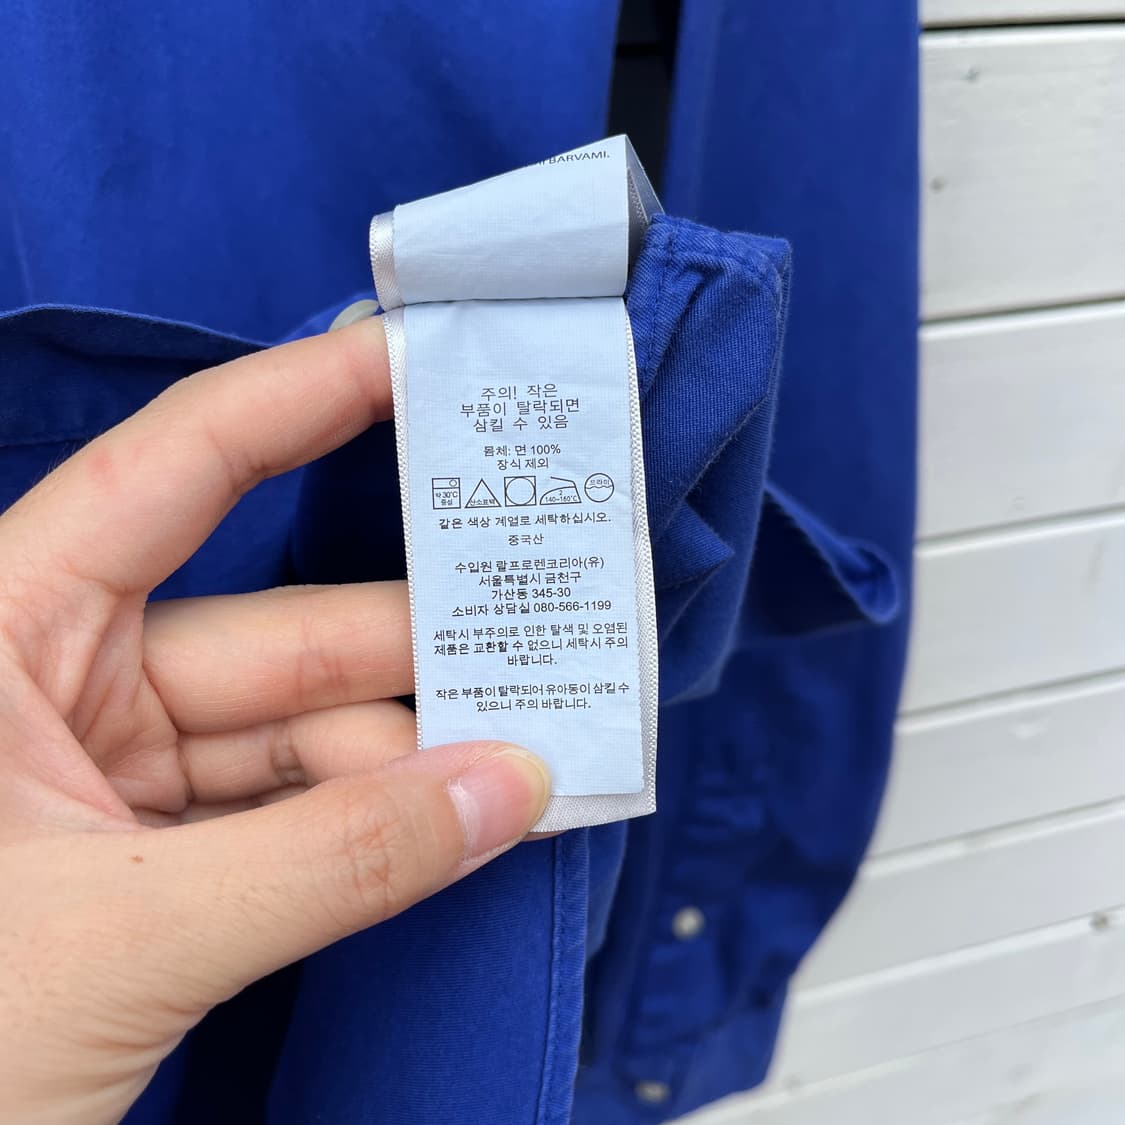 BARVAMI.
주의! 작은
부품이 탈락되면
삼킬 수 있음
몸체: 면 100%
장식 제외
약 30℃
중성
산소표백
140~160℃
드라이
같은 색상 계열로 세탁하십시오.
중국산
수입원 랄프로렌코리아(유)
서울특별시 금천구
가산동 345-30
소비자 상담실 080-566-1199
세탁시 부주의로 인한 탈색 및 오염된
제품은 교환할 수 없으니 세탁시 주의
바랍니다.
작은 부품이 탈락되어 유아동이 삼킬 수
있으니 주의 바랍니다.